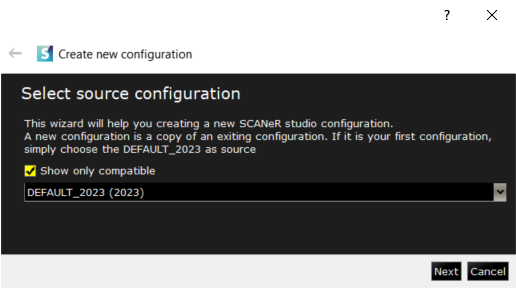 ?
Create new configuration
Select source configuration
This wizard will help you creating a new SCANeR studio configuration.
A new configuration is a copy of an exiting configuration. If it is your first configuration,
simply choose the DEFAULT_2023 as source
Show only compatible
DEFAULT_2023 (2023)
Next Cancel